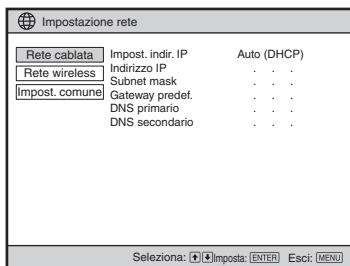 Impostazione rete
Rete cablata Impost. indir. IP Auto (DHCP)
Rete wireless Indirizzo IP . . .
Impost. comune Subnet mask . . .
Gateway predef. . . .
DNS primario . . .
DNS secondario . . .
Seleziona: Imposta: ENTER Esci: MENU